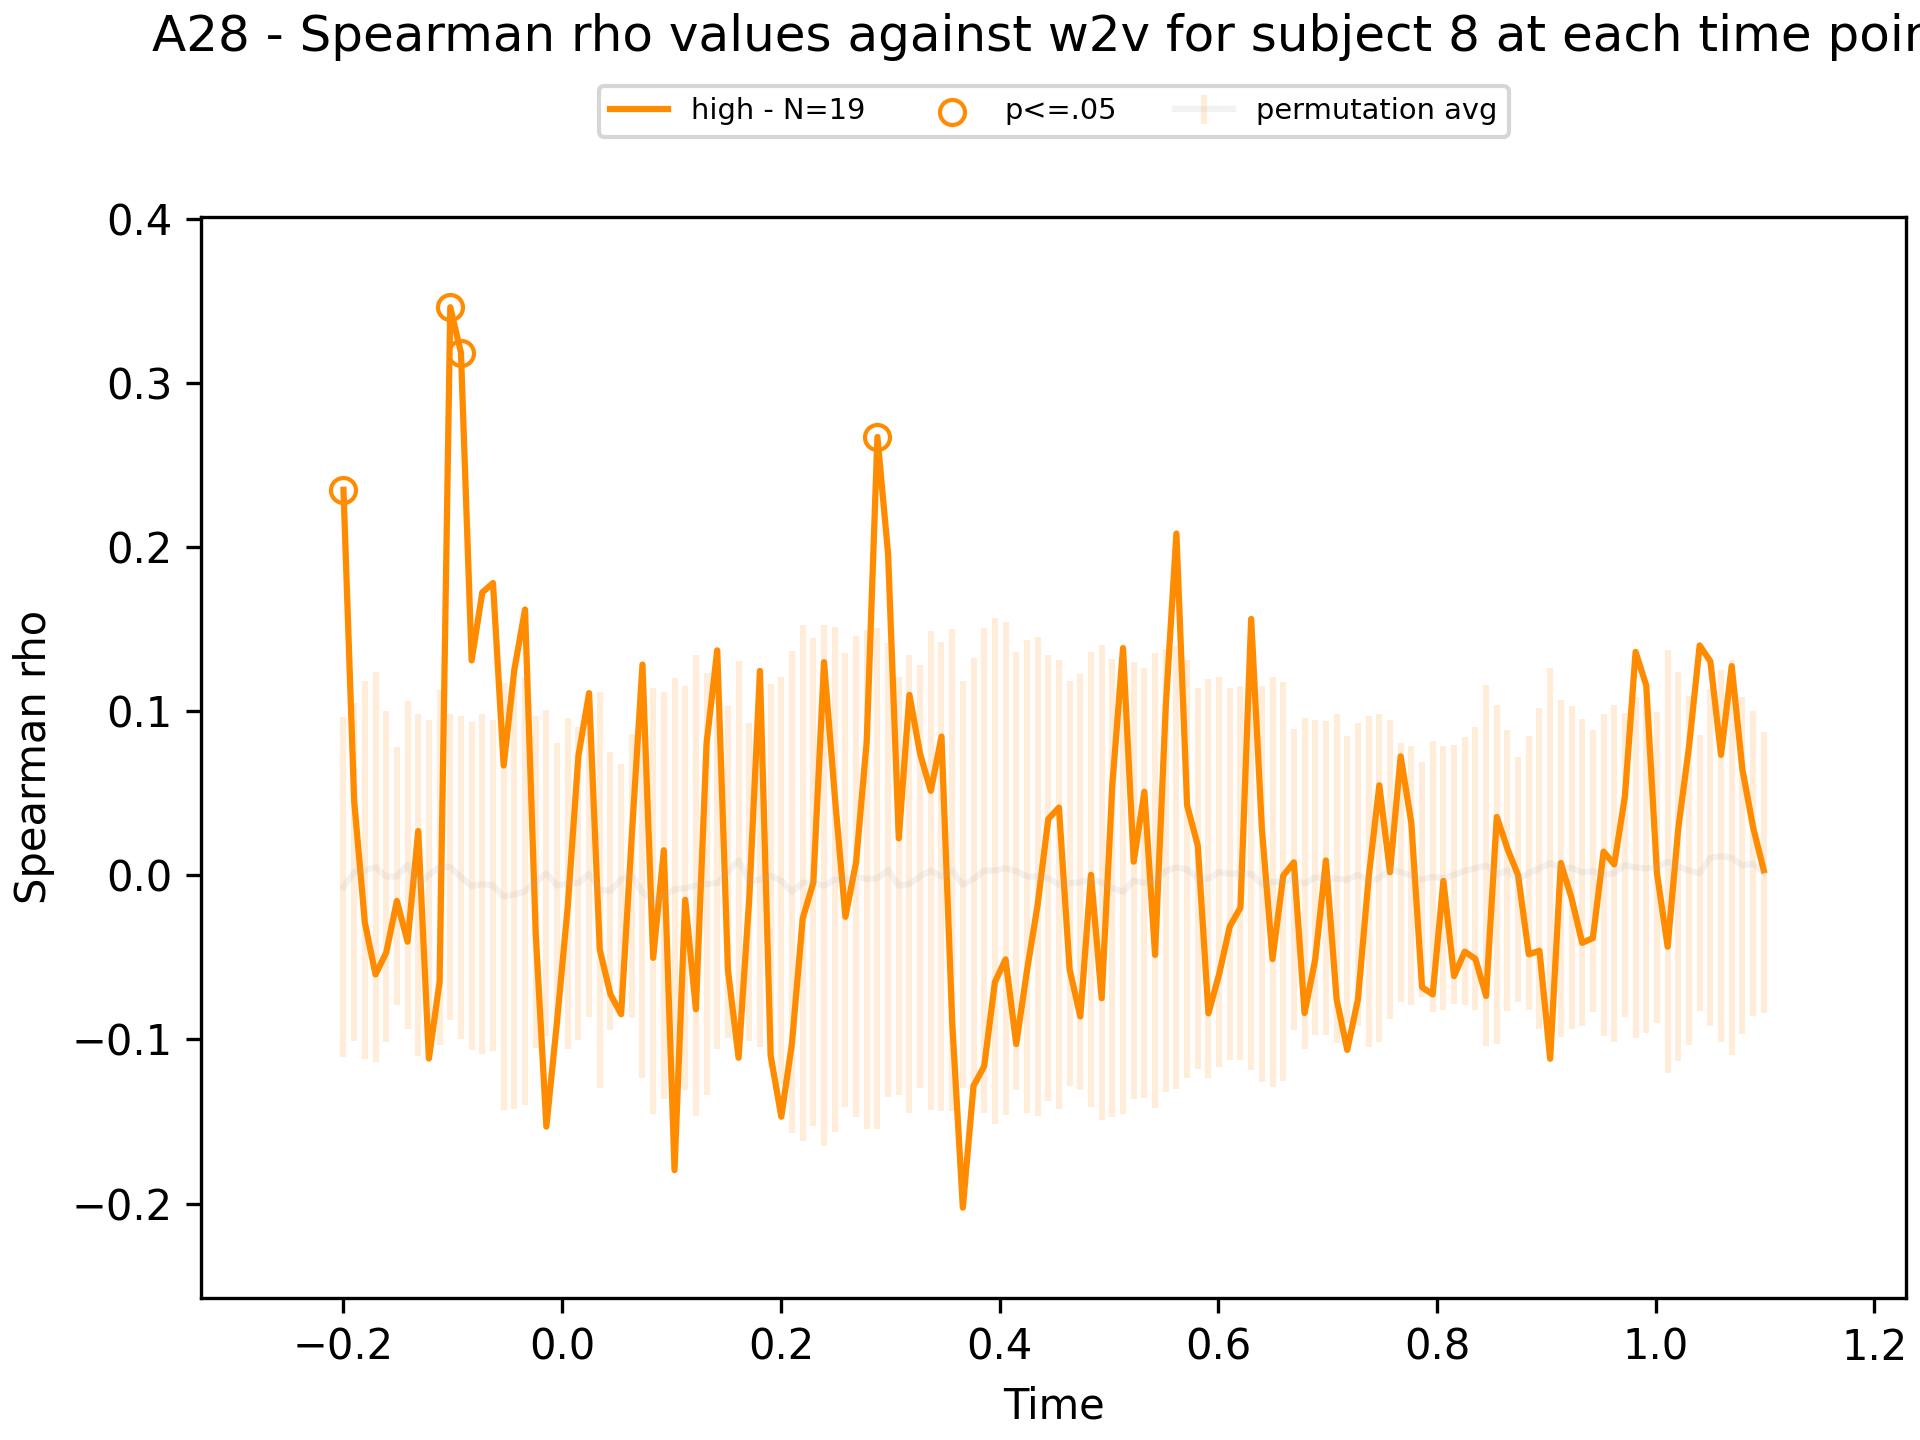 A28 - Spearman rho values against w2v for subject 8 at each time
high - N=19 p<=.05 permutation avg
0.4
0.3
0.2
0.1
0.0
−0.1
−0.2
Spearman rho
−0.2 0.0 0.2 0.4 0.6 0.8 1.0 1.2
Time